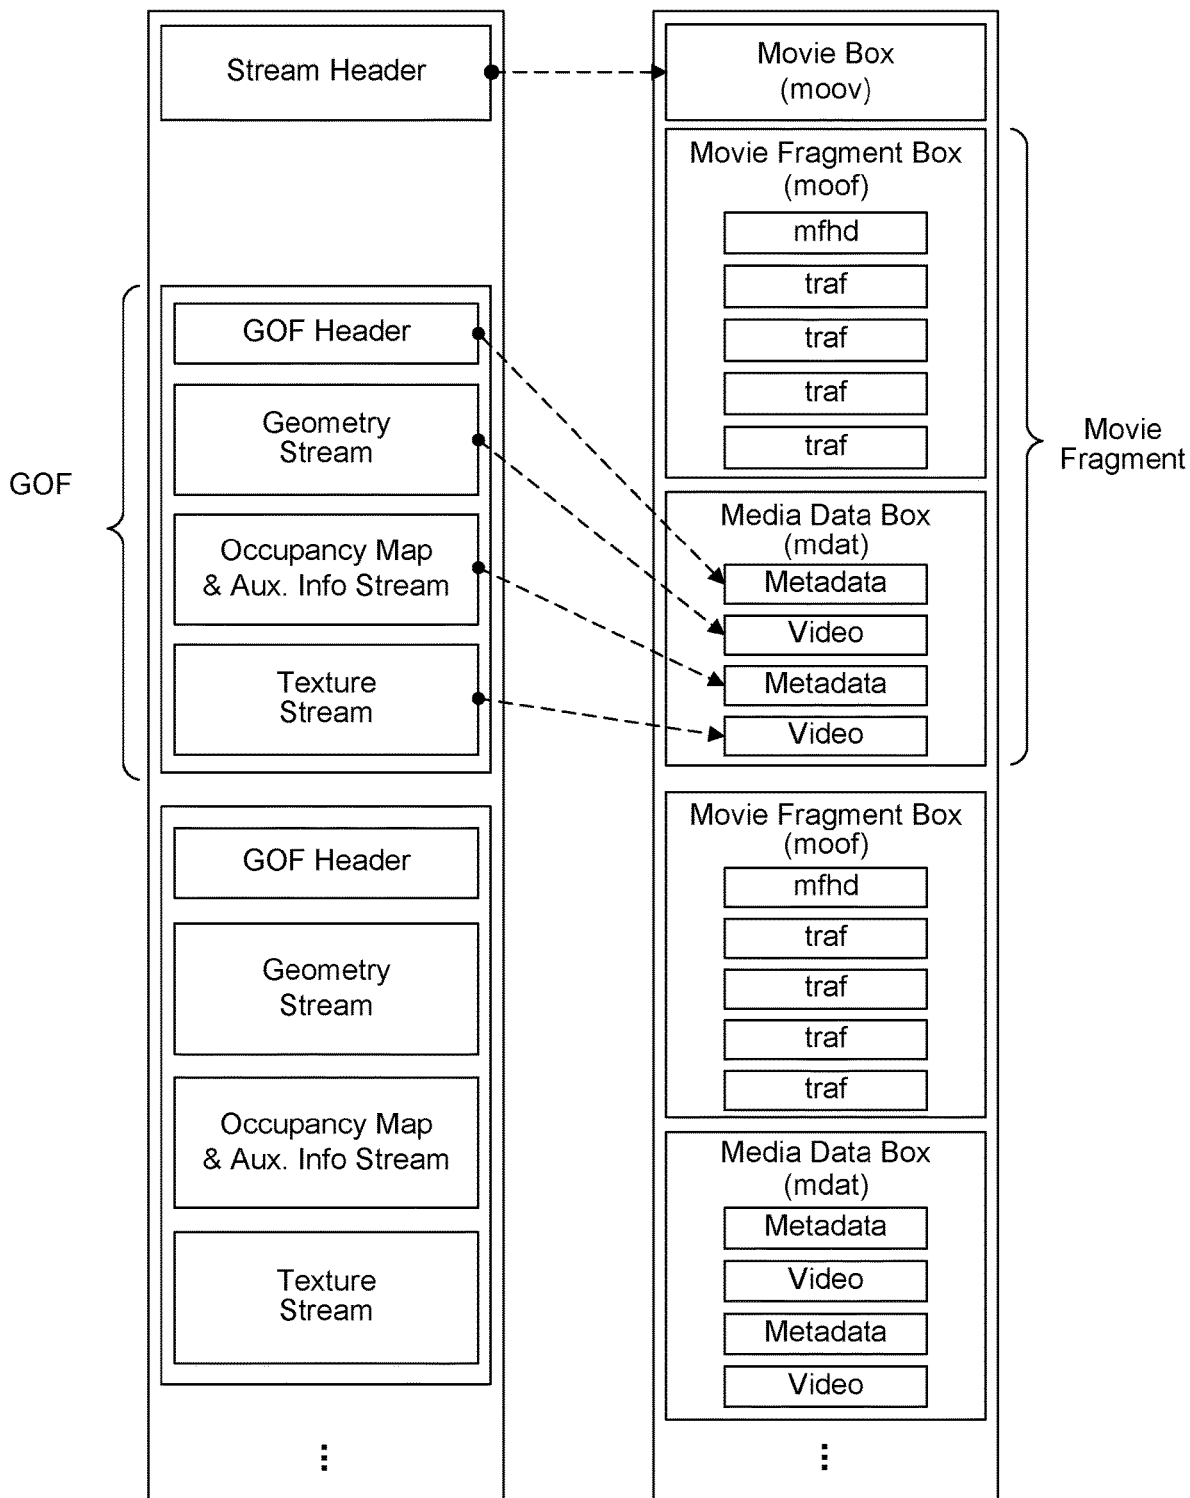 Stream Header
GOF
GOF Header
Geometry
Stream
Occupancy Map
& Aux. Info Stream
Texture
Stream
GOF Header
Geometry
Stream
Occupancy Map
& Aux. Info Stream
Texture
Stream
Movie Box
(moov)
Movie Fragment Box
(moof)
mfhd
traf
traf
traf
traf
Media Data Box
(mdat)
Metadata
Video
Metadata
Video
Movie
Fragment
Movie Fragment Box
(moof)
mfhd
traf
traf
traf
traf
Media Data Box
(mdat)
Metadata
Video
Metadata
Video